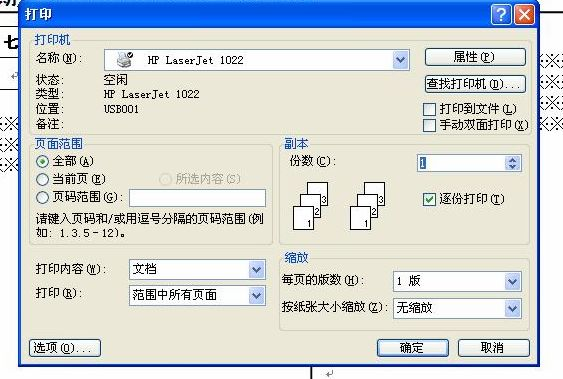 打印
打印机
名称(N): HP LaserJet 1022 属性(P)
状态: 空闲 查找打印机(D)...
类型: HP LaserJet 1022
位置: USB001 打印到文件(L)
备注: 手动双面打印(X)
页面范围 副本
全部(A) 份数(C): 1
当前页(E) 所选内容(S)
页码范围(G): 逐份打印(T)
请键入页码和/或用逗号分隔的页码范围(例
如: 1.3.5-12)。
1 2 3 1 2 3
打印内容(W): 文档 缩放
打印(R): 范围中所有页面 每页的版数(H): 1 版
按纸张大小缩放(Z): 无缩放
选项(O)... 确定 取消